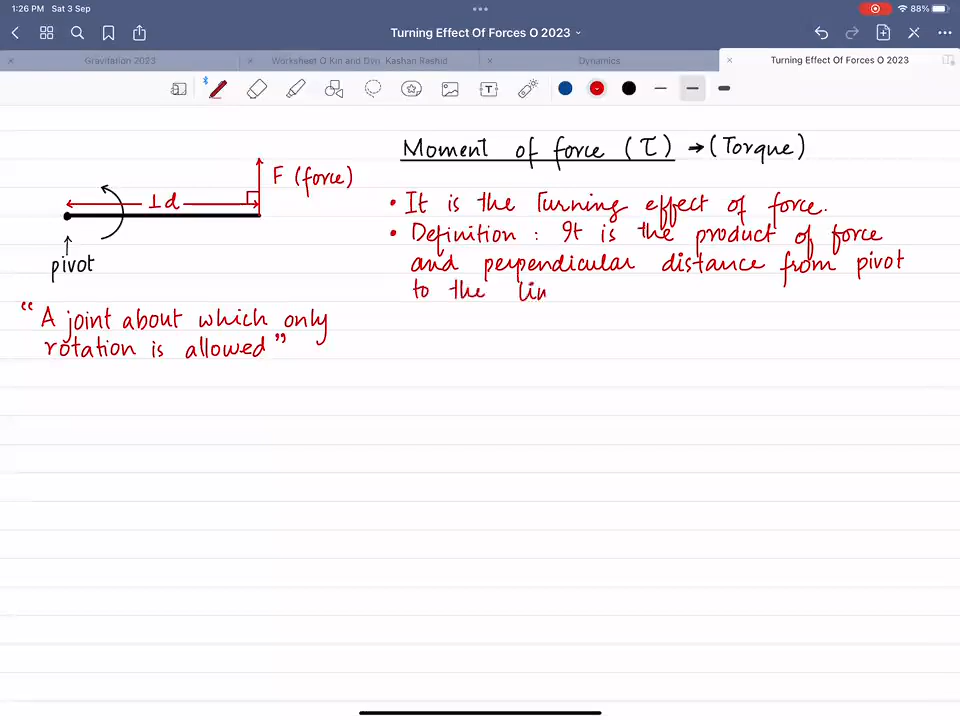 1:26 PM Sat 3 Sep
88%
Turning Effect Of Forces O 2023
Gravitation 2023
Worksheet O Kin and Dyn Kashan Rashid
Dynamics
Turning Effect Of Forces O 2023
T
Moment of force (τ) → (Torque)
F (force)
⊥d
pivot
• It is the Turning effect of force.
• Definition : It is the product of force
and perpendicular distance from pivot
to the lin
"A joint about which only
rotation is allowed"